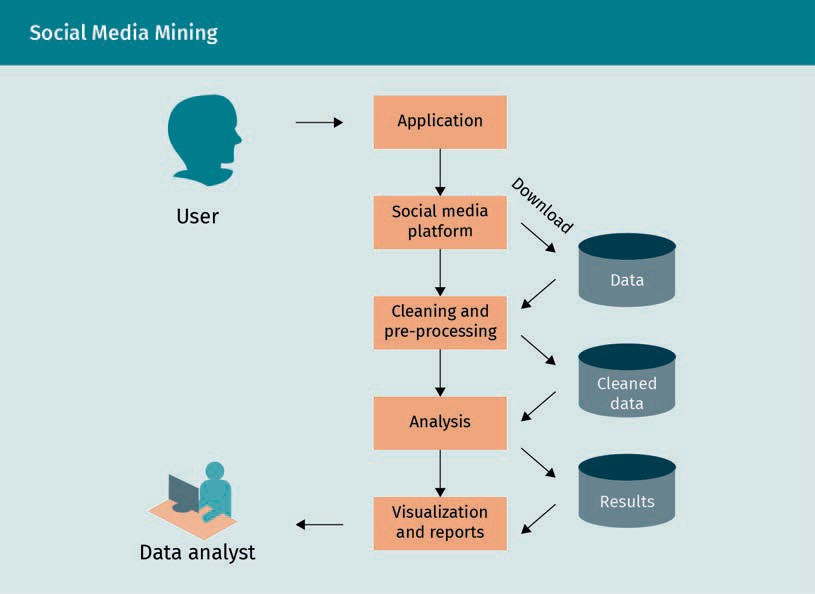 Social Media Mining
Application
User
Social media
platform
Download
Data
Cleaning and
pre-processing
Cleaned
data
Analysis
Results
Visualization
and reports
Data analyst